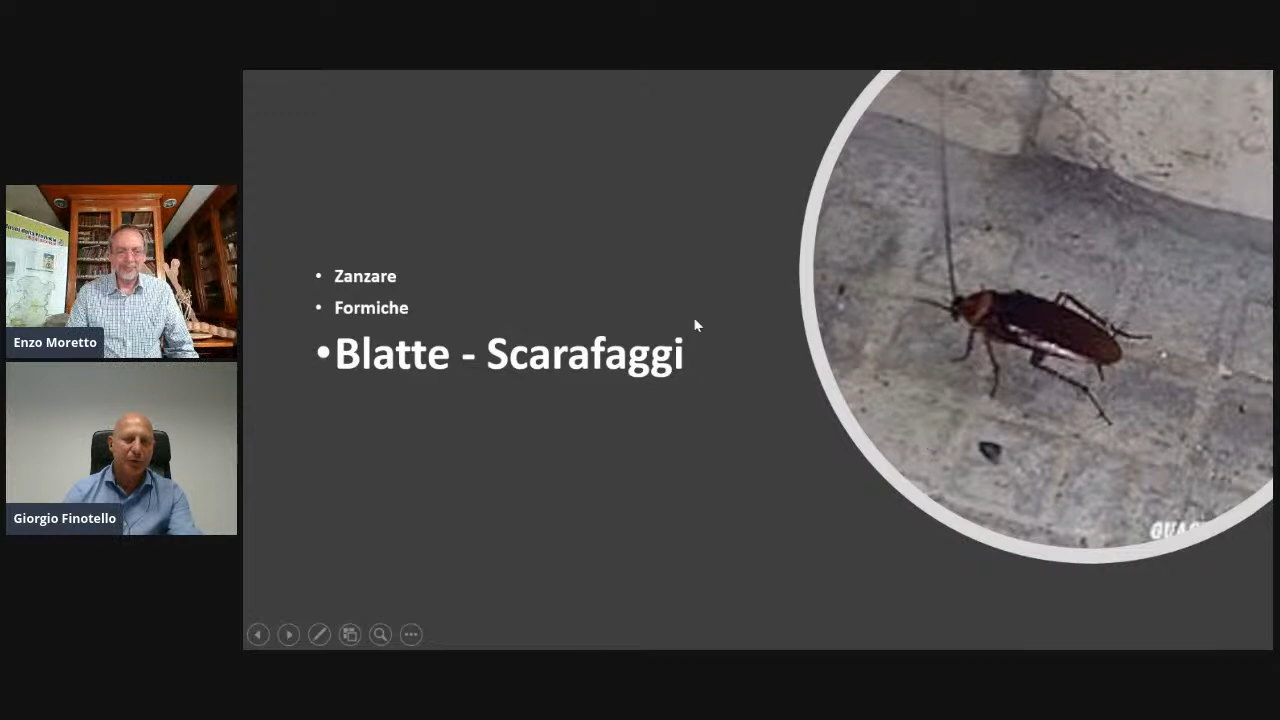 Enzo Moretto
Giorgio Finotello
• Zanzare
• Formiche
•Blatte - Scarafaggi